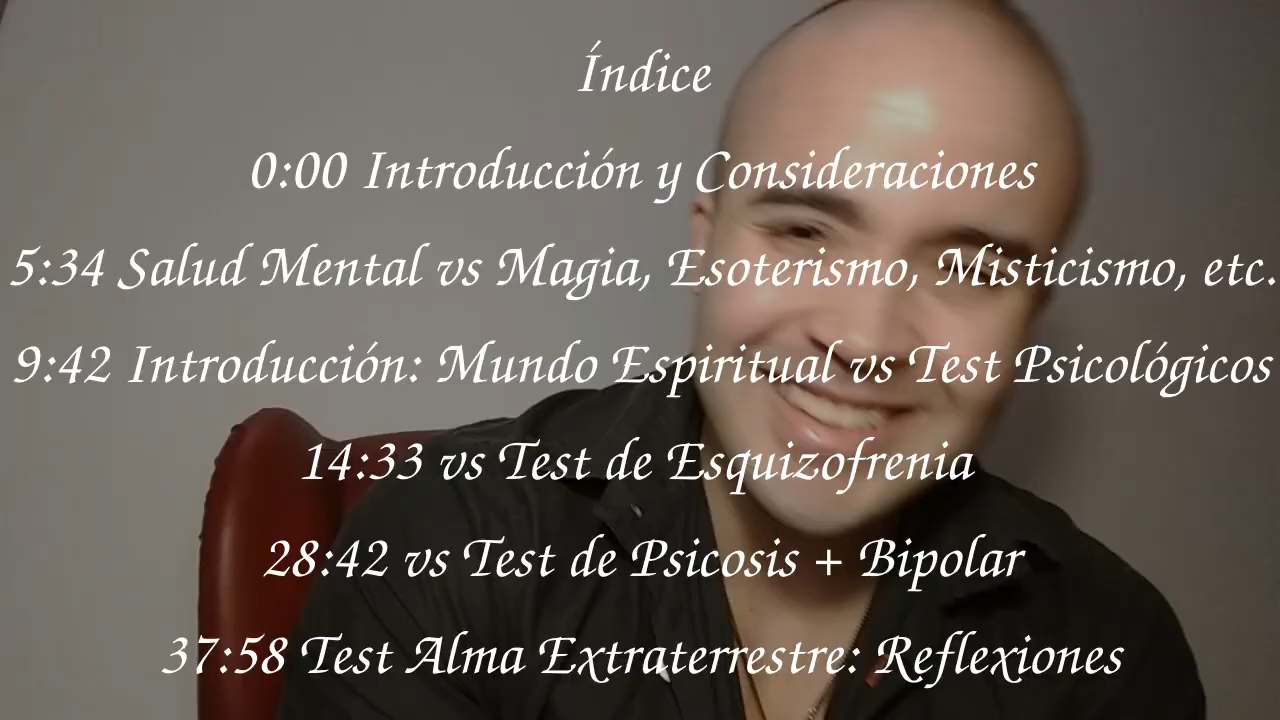 Índice
0:00 Introducción y Consideraciones
5:34 Salud Mental vs Magia, Esoterismo, Misticismo, etc.
9:42 Introducción: Mundo Espiritual vs Test Psicológicos
14:33 vs Test de Esquizofrenia
28:42 vs Test de Psicosis + Bipolar
37:58 Test Alma Extraterrestre: Reflexiones